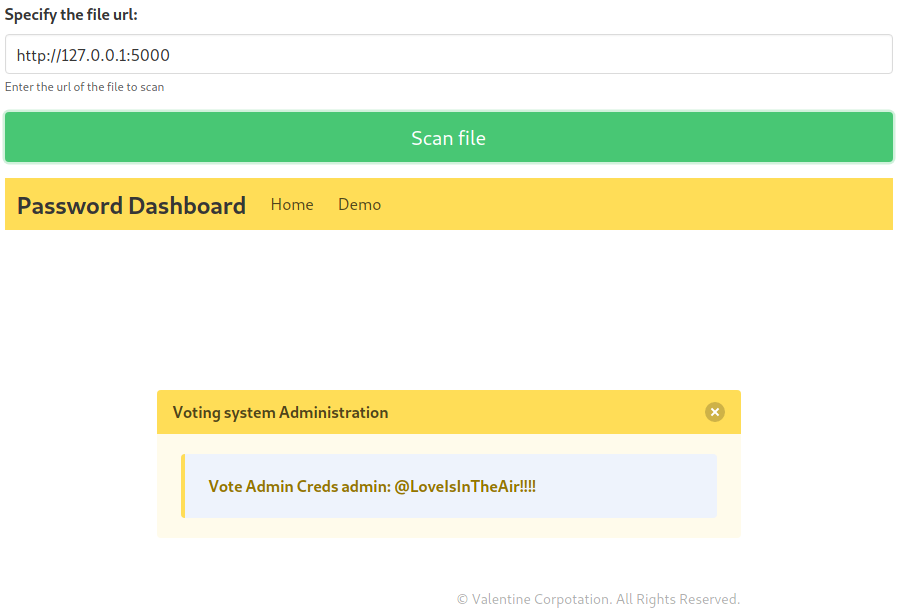 Specify the file url:
http://127.0.0.1:5000
Enter the url of the file to scan
Scan file
Password Dashboard Home Demo
Voting system Administration
Vote Admin Creds admin: @LoveIsInTheAir!!!!
© Valentine Corpotation. All Rights Reserved.